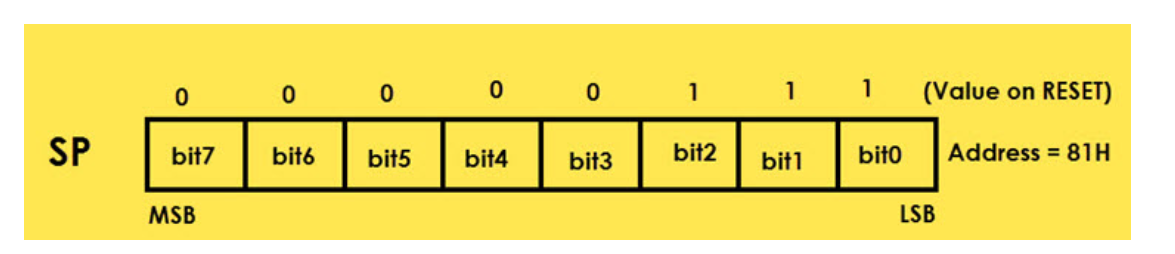 0 0 0 0 0 1 1 1 (Value on RESET)
SP bit7 bit6 bit5 bit4 bit3 bit2 bit1 bit0 Address = 81H
MSB LSB